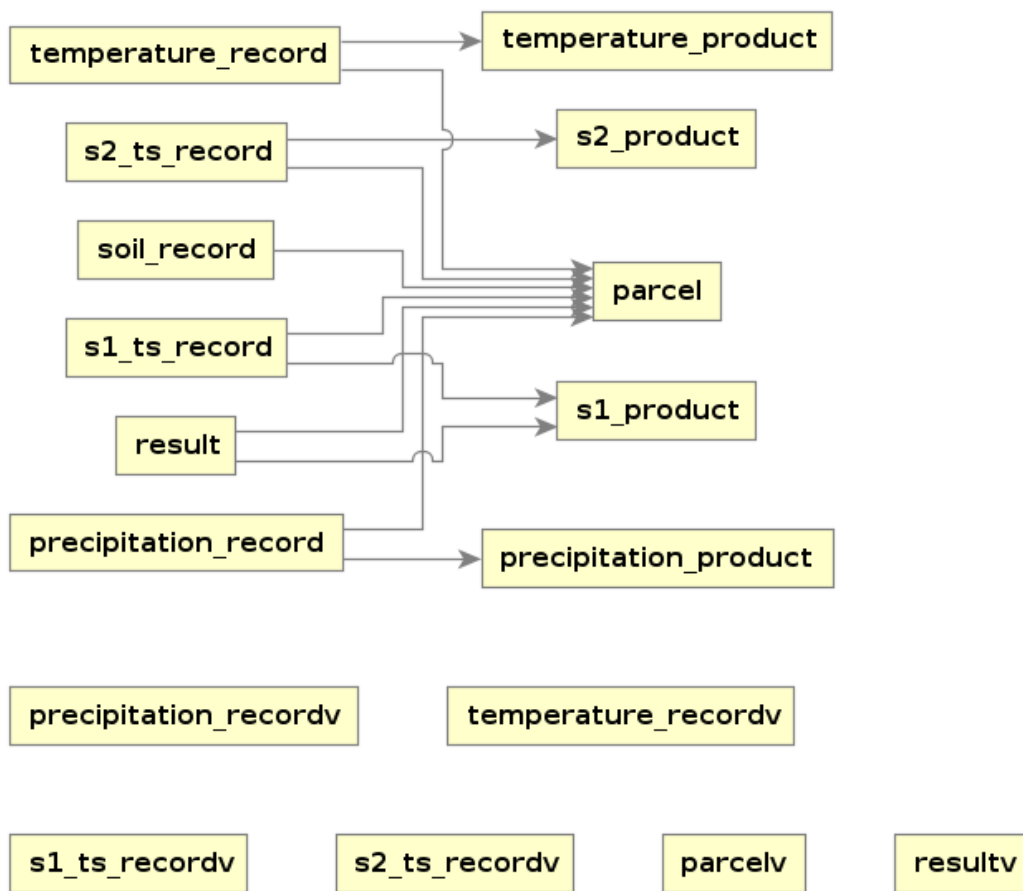 temperature_record
temperature_product
s2_ts_record
s2_product
soil_record
parcel
s1_ts_record
s1_product
result
precipitation_record
precipitation_product
precipitation_recordv
temperature_recordv
s1_ts_recordv
s2_ts_recordv
parcelv
resultv